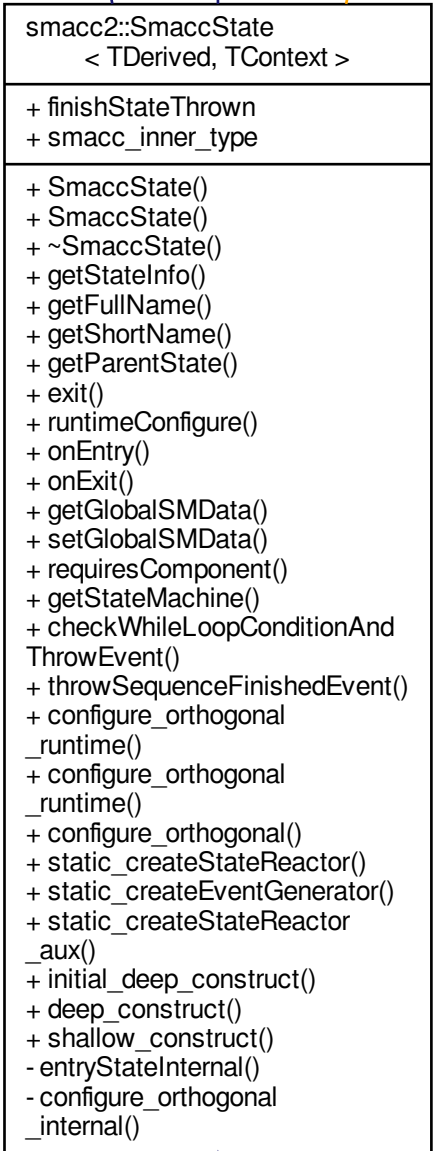 smacc2::SmaccState
< TDerived, TContext >
+ finishStateThrown
+ smacc_inner_type
+ SmaccState()
+ SmaccState()
+ ~SmaccState()
+ getStateInfo()
+ getFullName()
+ getShortName()
+ getParentState()
+ exit()
+ runtimeConfigure()
+ onEntry()
+ onExit()
+ getGlobalSMData()
+ setGlobalSMData()
+ requiresComponent()
+ getStateMachine()
+ checkWhileLoopConditionAnd
ThrowEvent()
+ throwSequenceFinishedEvent()
+ configure_orthogonal
_runtime()
+ configure_orthogonal
_runtime()
+ configure_orthogonal()
+ static_createStateReactor()
+ static_createEventGenerator()
+ static_createStateReactor
_aux()
+ initial_deep_construct()
+ deep_construct()
+ shallow_construct()
- entryStateInternal()
- configure_orthogonal
_internal()